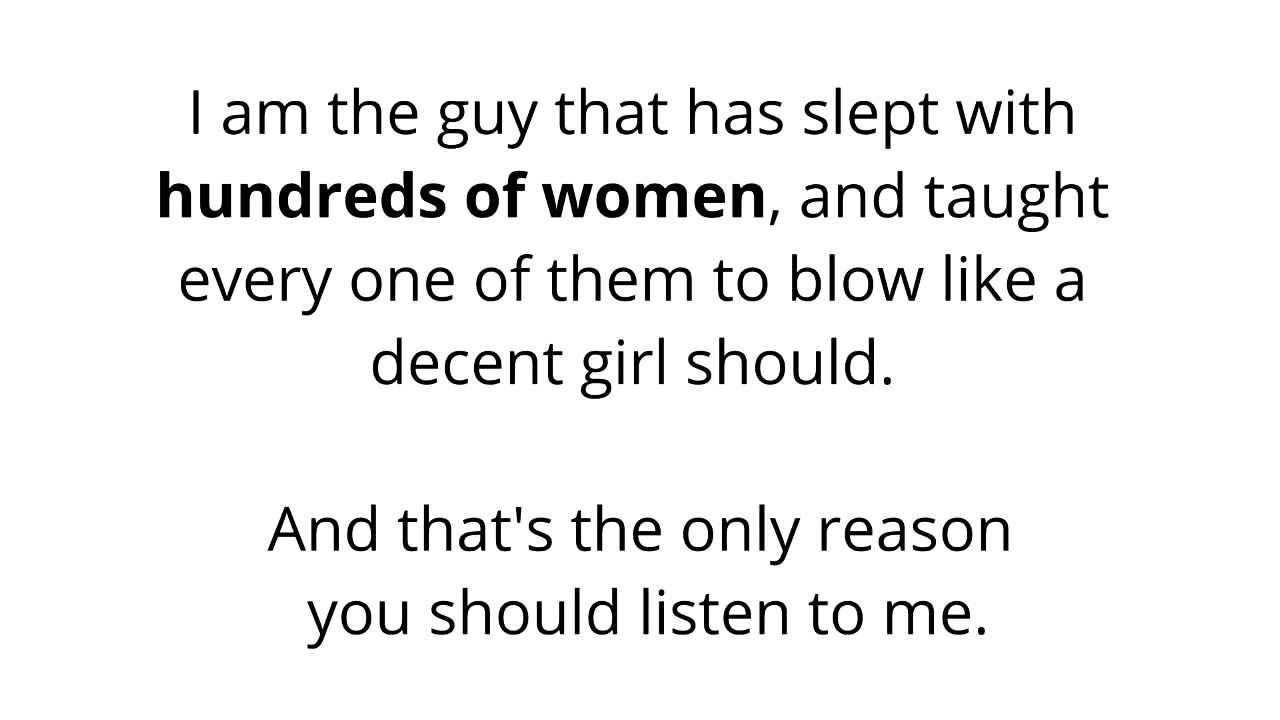 I am the guy that has slept with
hundreds of women, and taught
every one of them to blow like a
decent girl should.
And that's the only reason
you should listen to me.